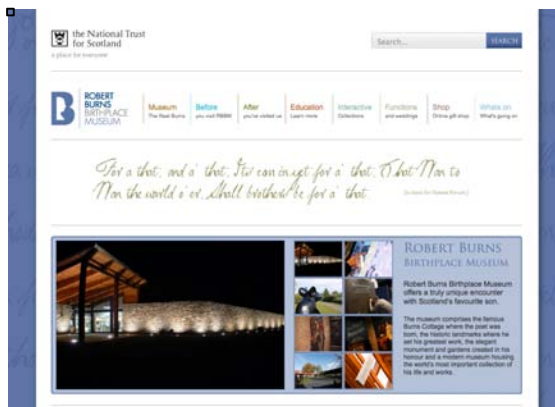 the National Trust
for Scotland
a place for everyone
Search...
SEARCH
ROBERT
BURNS
BIRTHPLACE
MUSEUM
Museum
The Real Burns
Before
you visit RBBM
After
you've visited us
Education
Learn more
Interactive
Collections
Functions
and weddings
Shop
Online gift shop
Whats on
What's going on
For a' that, and a' that, It's comin yet for a' that, That Man to
Man the world o'er, Shall brothers be for a' that.
ROBERT BURNS
BIRTHPLACE MUSEUM
Robert Burns Birthplace Museum
offers a truly unique encounter
with Scotland's favourite son.
The museum comprises the famous
Burns Cottage where the poet was
born, the historic landmarks where he
set his greatest work, the elegant
monument and gardens created in his
honour and a modern museum housing
the world's most important collection of
his life and works.